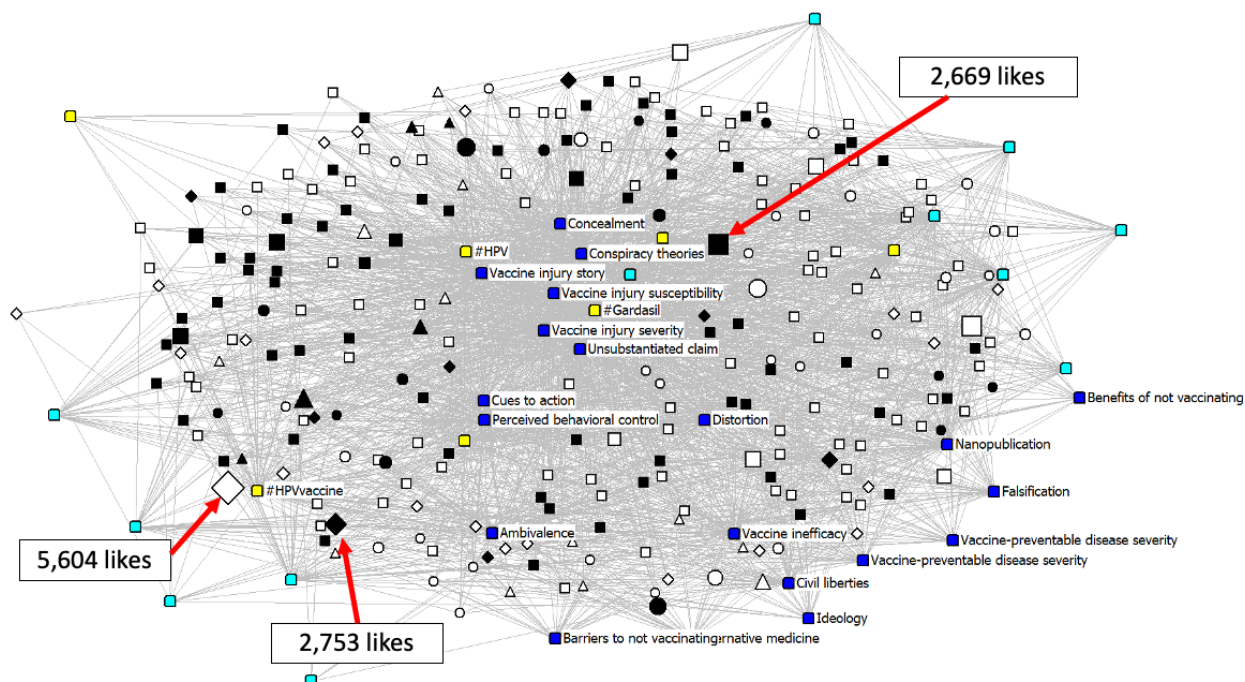 2,669 likes
Concealment
#HPV
Conspiracy theories
Vaccine injury story
Vaccine injury susceptibility
#Gardasil
Vaccine injury severity
Unsubstantiated claim
Benefits of not vaccinating
Cues to action
Perceived behavioral control
Distortion
Nanopublication
#HPVvaccine
Falsification
5,604 likes
Ambivalence
Vaccine inefficacy
Vaccine-preventable disease severity
Vaccine-preventable disease severity
Civil liberties
Ideology
2,753 likes
Barriers to not vaccinating
medicine